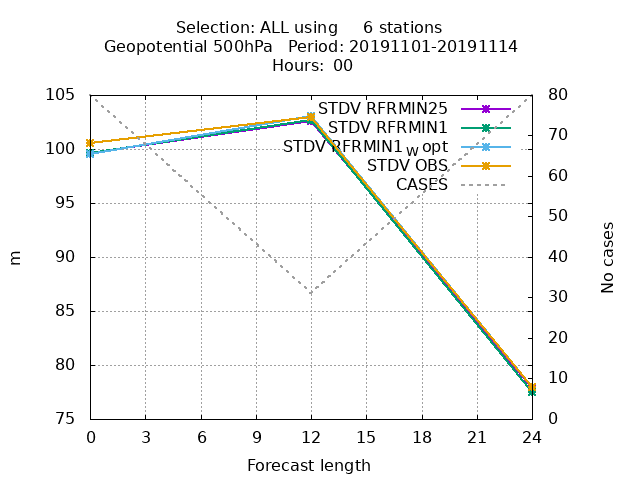 Selection: ALL using     6 stations
Geopotential 500hPa   Period: 20191101-20191114
Hours:  00
105
100
95
90
85
80
75
m
80
70
60
50
40
30
20
10
0
No cases
STDV RFRMIN25
STDV RFRMIN1
STDV RFRMIN1 w opt
STDV OBS
CASES
0 3 6 9 12 15 18 21 24
Forecast length